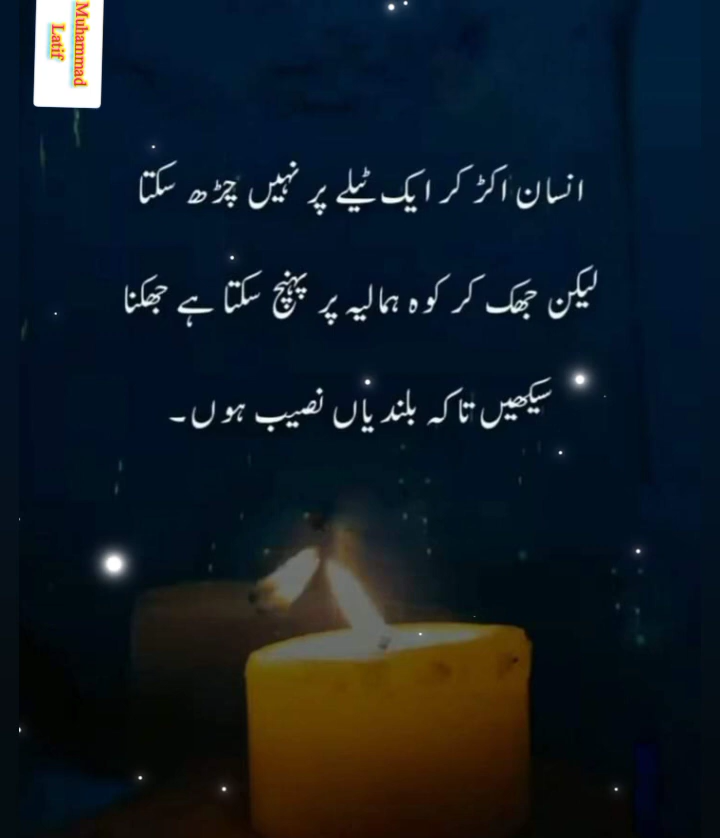 Muhammad
Latif
انسان اکڑ کر ایک ٹیلے پر نہیں چڑھ سکتا
لیکن جھک کر کوہ ہمالیہ پر پہنچ سکتا ہے جھکنا
سیکھیں تاکہ بلندیاں نصیب ہوں۔